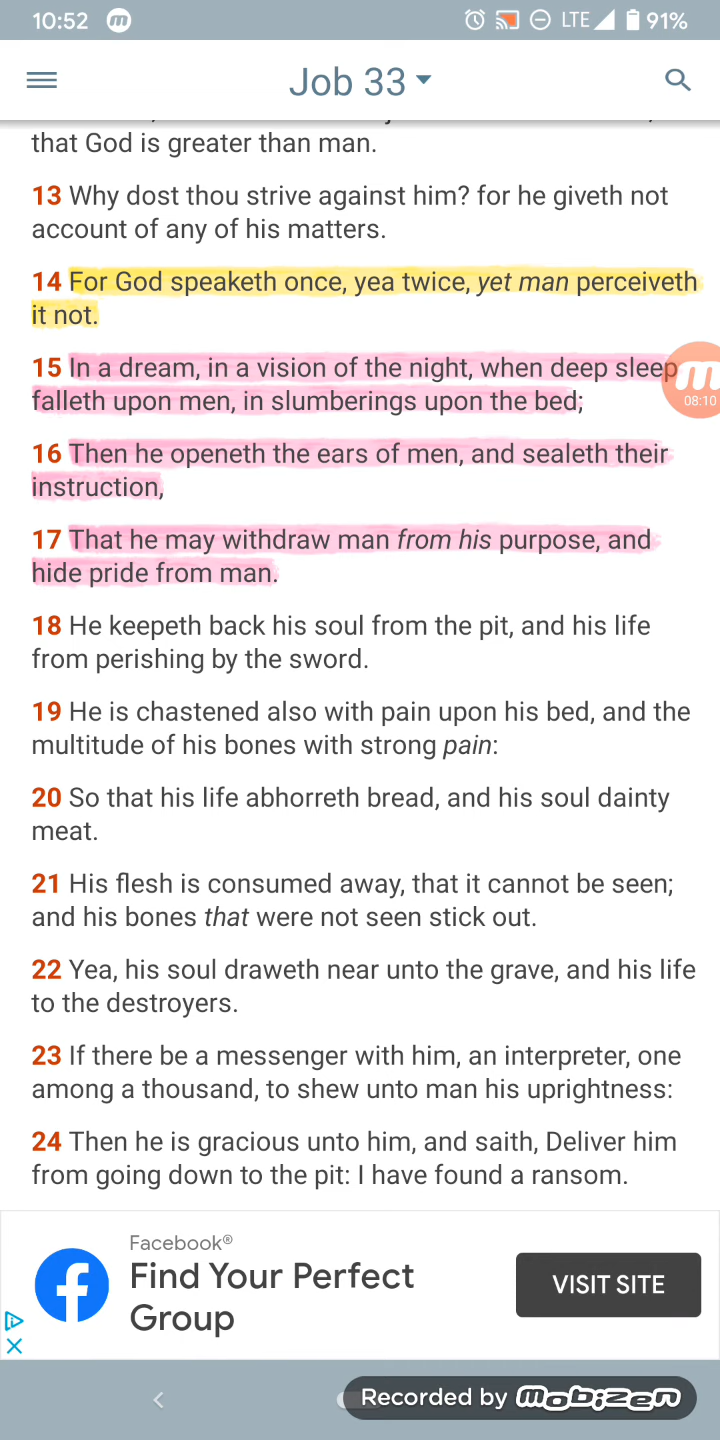 10:52 m LTE 91%
Job 33
that God is greater than man.
13 Why dost thou strive against him? for he giveth not
account of any of his matters.
14 For God speaketh once, yea twice, yet man perceiveth
it not.
15 In a dream, in a vision of the night, when deep sleep
falleth upon men, in slumberings upon the bed;
m
08:10
16 Then he openeth the ears of men, and sealeth their
instruction,
17 That he may withdraw man from his purpose, and
hide pride from man.
18 He keepeth back his soul from the pit, and his life
from perishing by the sword.
19 He is chastened also with pain upon his bed, and the
multitude of his bones with strong pain:
20 So that his life abhorreth bread, and his soul dainty
meat.
21 His flesh is consumed away, that it cannot be seen;
and his bones that were not seen stick out.
22 Yea, his soul draweth near unto the grave, and his life
to the destroyers.
23 If there be a messenger with him, an interpreter, one
among a thousand, to shew unto man his uprightness:
24 Then he is gracious unto him, and saith, Deliver him
from going down to the pit: I have found a ransom.
Facebook®
Find Your Perfect
Group
VISIT SITE
Recorded by Mobizen